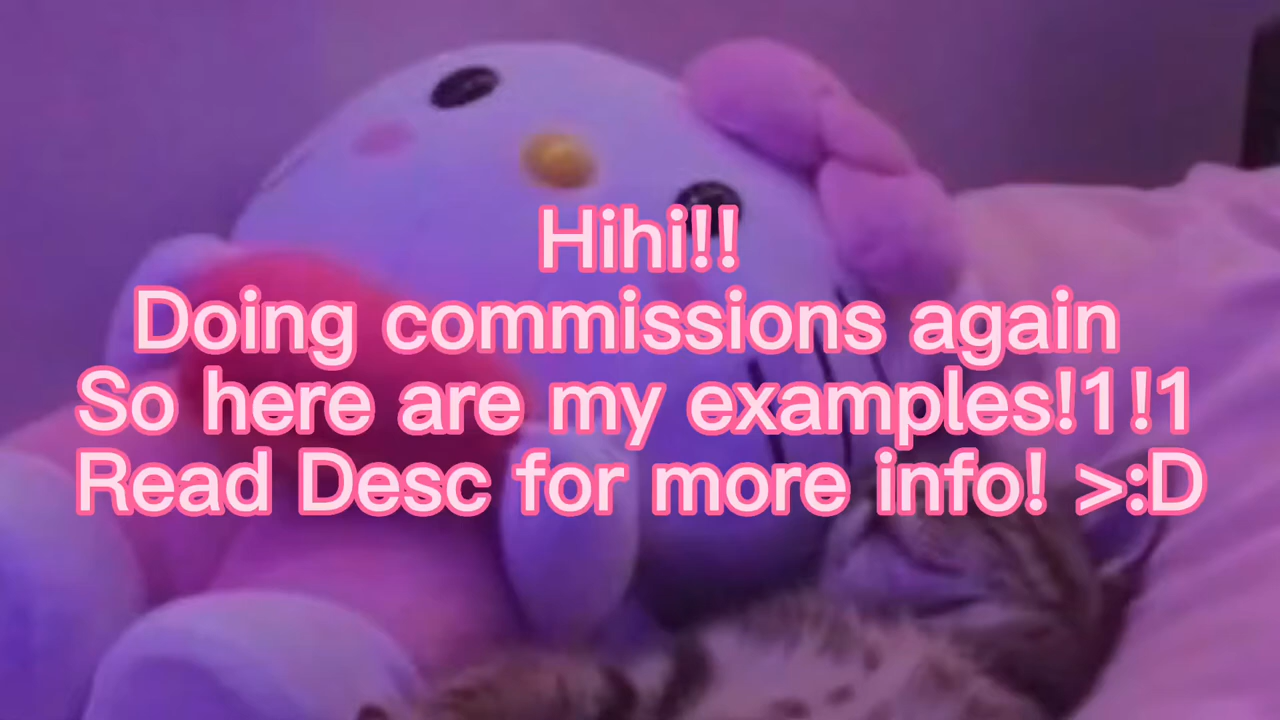 Hihi!!
Doing commissions again
So here are my examples!1!1
Read Desc for more info! >:D